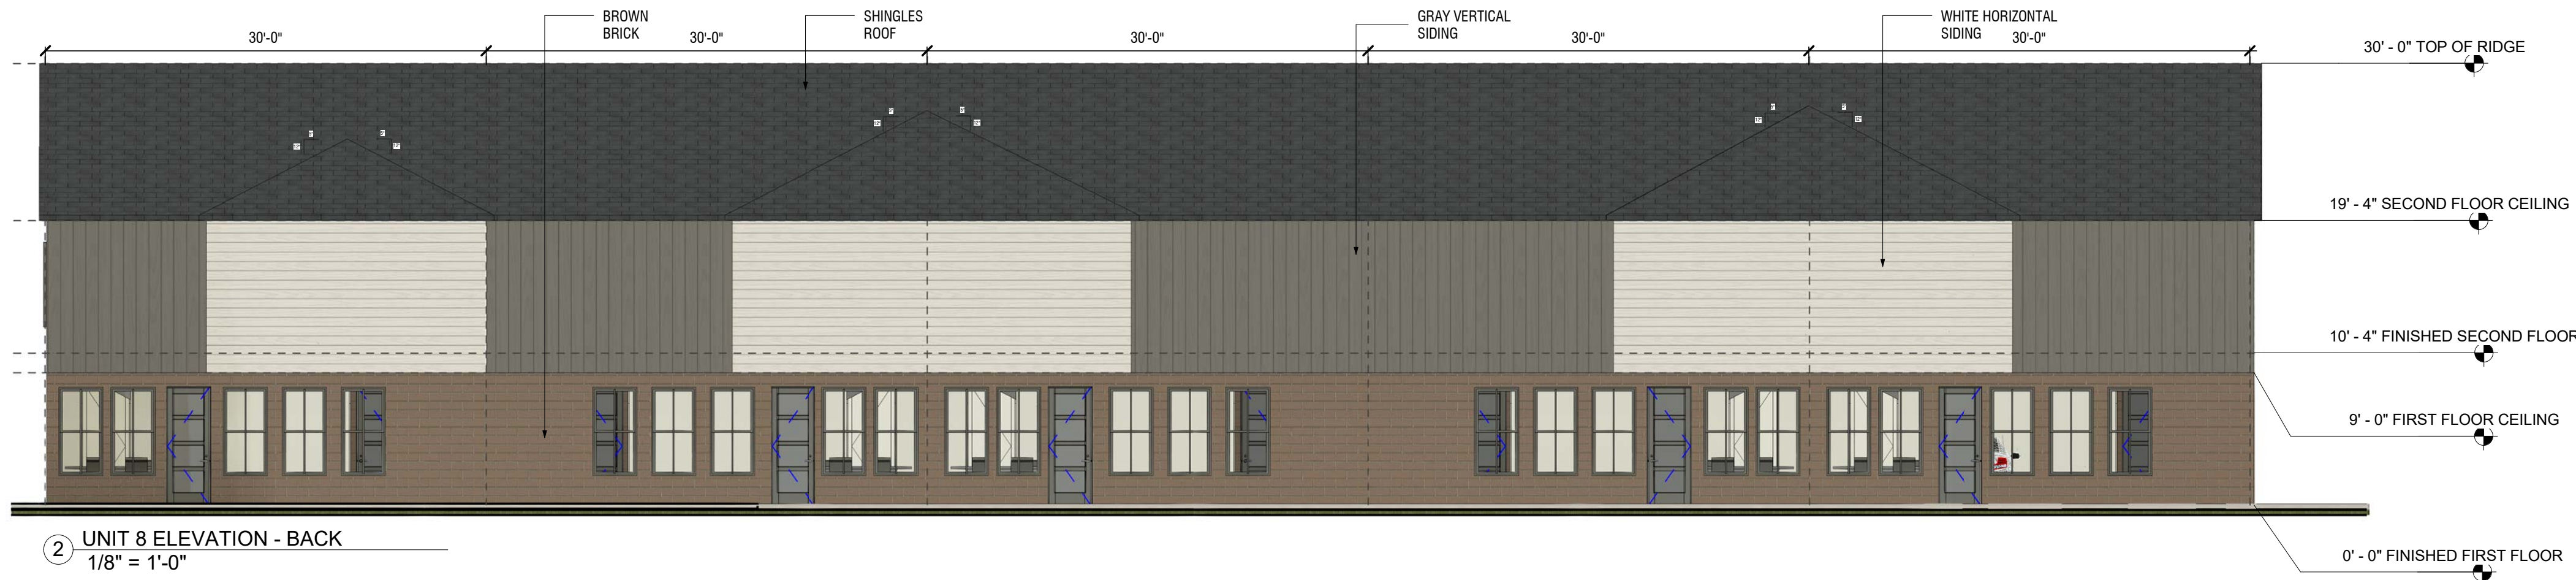 BROWN
BRICK
SHINGLES
ROOF
GRAY VERTICAL
SIDING
WHITE HORIZONTAL
SIDING
30'-0"
30'-0"
30'-0"
30'-0"
30'-0"
30' - 0" TOP OF RIDGE
19' - 4" SECOND FLOOR CEILING
10' - 4" FINISHED SECOND FLOOR
9' - 0" FIRST FLOOR CEILING
0' - 0" FINISHED FIRST FLOOR
2
UNIT 8 ELEVATION - BACK
1/8" = 1'-0"